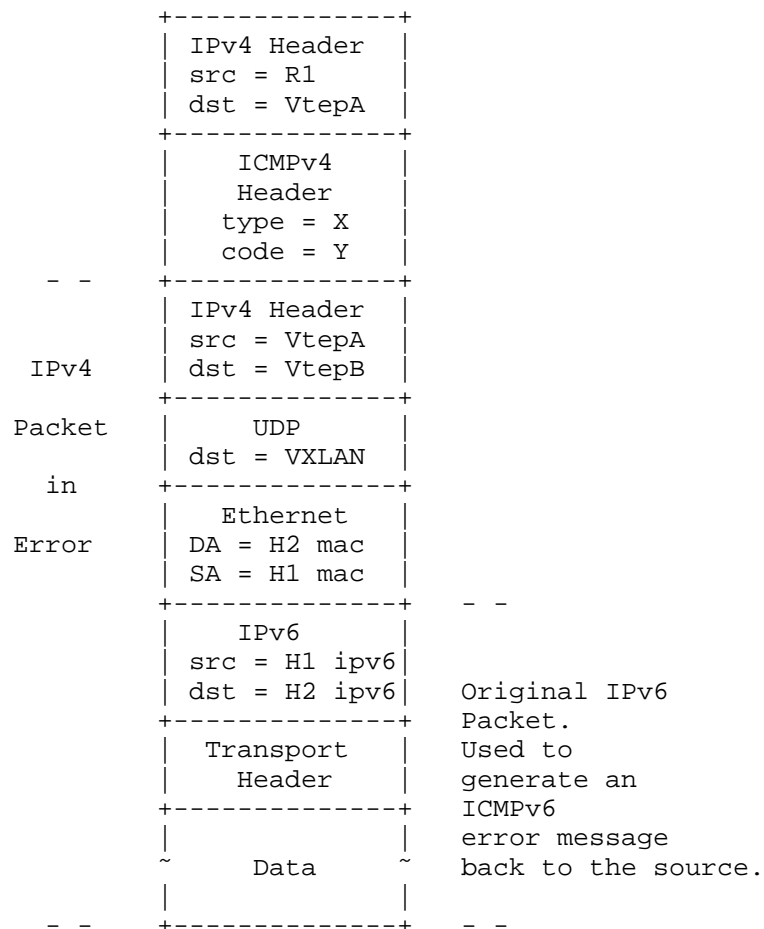 +--------------+
| IPv4 Header |
| src = R1 |
| dst = VtepA |
+--------------+
| ICMPv4 |
| Header |
| type = X |
| code = Y |
- - +--------------+
| IPv4 Header |
| src = VtepA |
IPv4 | dst = VtepB |
+--------------+
Packet | UDP |
| dst = VXLAN |
in +--------------+
| Ethernet |
Error | DA = H2 mac |
| SA = H1 mac |
+--------------+ - -
| IPv6 |
| src = H1 ipv6|
| dst = H2 ipv6| Original IPv6
+--------------+ Packet.
| Transport | Used to
| Header | generate an
+--------------+ ICMPv6
| | error message
~ Data ~ back to the source.
| |
- - +--------------+ - -